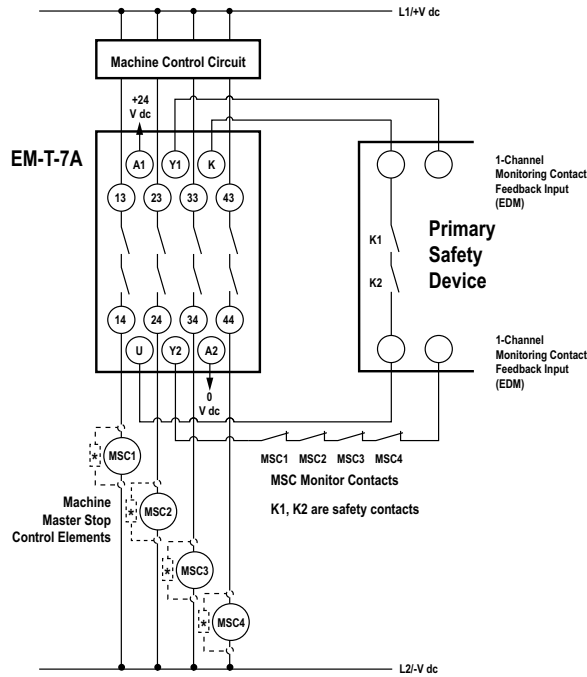 L1/+V dc
Machine Control Circuit
+24
V dc
EM-T-7A
A1
Y1
K
13
23
33
43
14
24
34
44
U
Y2
A2
0
V dc
1-Channel
Monitoring Contact
Feedback Input
(EDM)
K1
K2
Primary
Safety
Device
1-Channel
Monitoring Contact
Feedback Input
(EDM)
MSC1
MSC2
MSC3
MSC4
MSC Monitor Contacts
K1, K2 are safety contacts
*
MSC1
Machine
Master Stop
Control Elements
*
MSC2
*
MSC3
*
MSC4
L2/-V dc